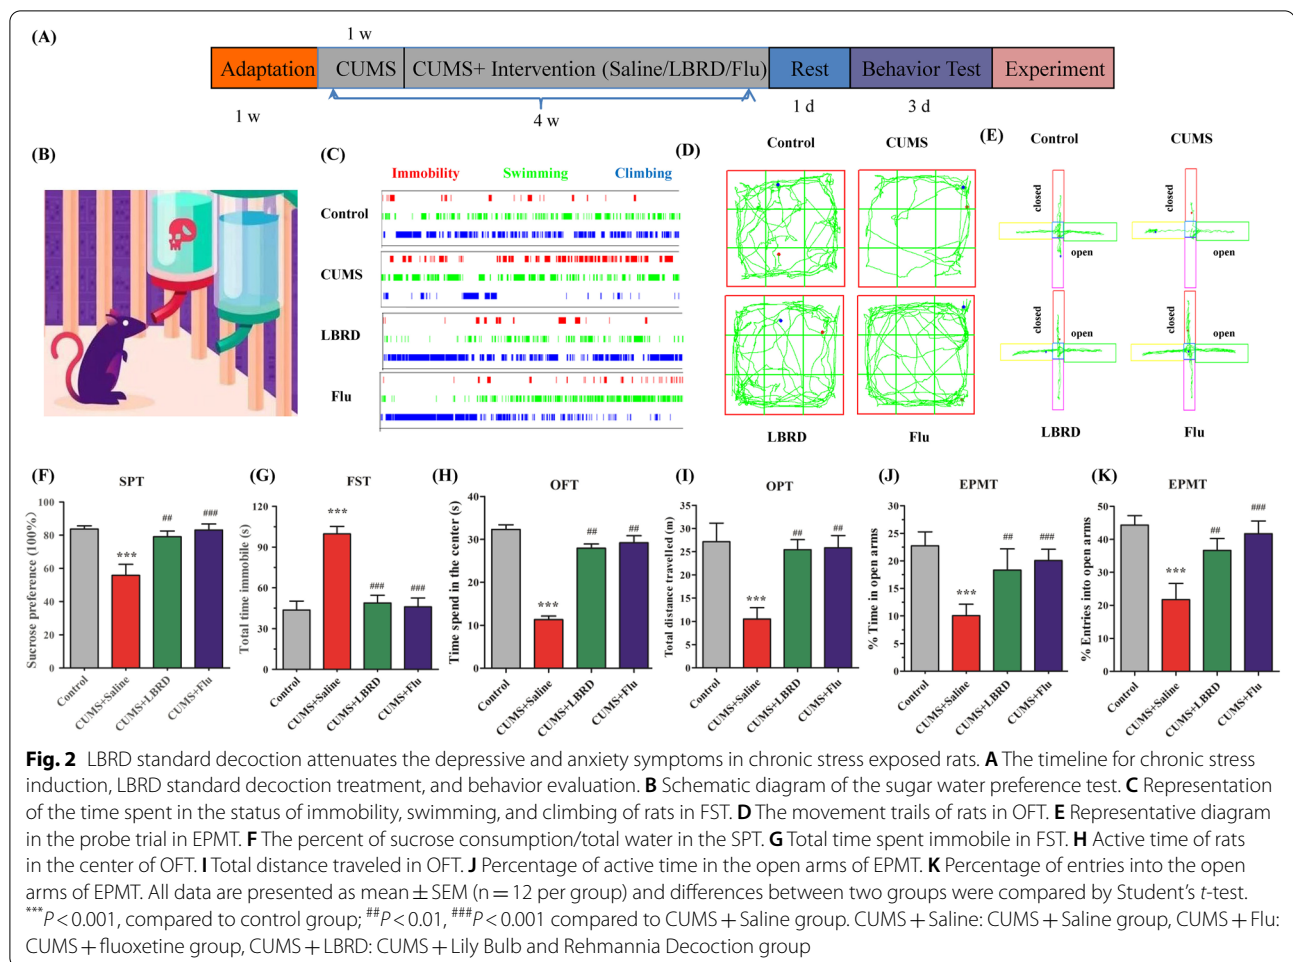 (A)
1 w
Adaptation CUMS CUMS+ Intervention (Saline/LBRD/Flu) Rest Behavior Test Experiment
1 w 4 w 1 d 3 d
(B)
(C)
Immobility Swimming Climbing
Control
CUMS
LBRD
Flu
(D)
Control CUMS
LBRD Flu
(E)
Control CUMS
closed closed
open open
closed closed
open open
LBRD Flu
(F)
SPT
Sucrose preference (100%)
100
80
60
40
20
0
***
##
###
Control
CUMS+Saline
CUMS+LBRD
CUMS+Flu
(G)
FST
Total time immobile (s)
120
90
60
30
0
***
###
###
Control
CUMS+Saline
CUMS+LBRD
CUMS+Flu
(H)
OFT
Time spend in the center (s)
40
30
20
10
0
***
##
##
Control
CUMS+Saline
CUMS+LBRD
CUMS+Flu
(I)
OPT
Total distance travelled (m)
35
30
25
20
15
10
5
0
***
##
##
Control
CUMS+Saline
CUMS+LBRD
CUMS+Flu
(J)
EPMT
% Time in open arms
30
20
10
0
***
##
###
Control
CUMS+Saline
CUMS+LBRD
CUMS+Flu
(K)
EPMT
% Entries into open arms
50
40
30
20
10
0
***
##
###
Control
CUMS+Saline
CUMS+LBRD
CUMS+Flu
Fig. 2 LBRD standard decoction attenuates the depressive and anxiety symptoms in chronic stress exposed rats. A The timeline for chronic stress
induction, LBRD standard decoction treatment, and behavior evaluation. B Schematic diagram of the sugar water preference test. C Representation
of the time spent in the status of immobility, swimming, and climbing of rats in FST. D The movement trails of rats in OFT. E Representative diagram
in the probe trial in EPMT. F The percent of sucrose consumption/total water in the SPT. G Total time spent immobile in FST. H Active time of rats
in the center of OFT. I Total distance traveled in OFT. J Percentage of active time in the open arms of EPMT. K Percentage of entries into the open
arms of EPMT. All data are presented as mean ± SEM (n = 12 per group) and differences between two groups were compared by Student's t-test.
***P < 0.001, compared to control group; ##P < 0.01, ###P < 0.001 compared to CUMS + Saline group. CUMS + Saline: CUMS + Saline group, CUMS + Flu:
CUMS + fluoxetine group, CUMS + LBRD: CUMS + Lily Bulb and Rehmannia Decoction group